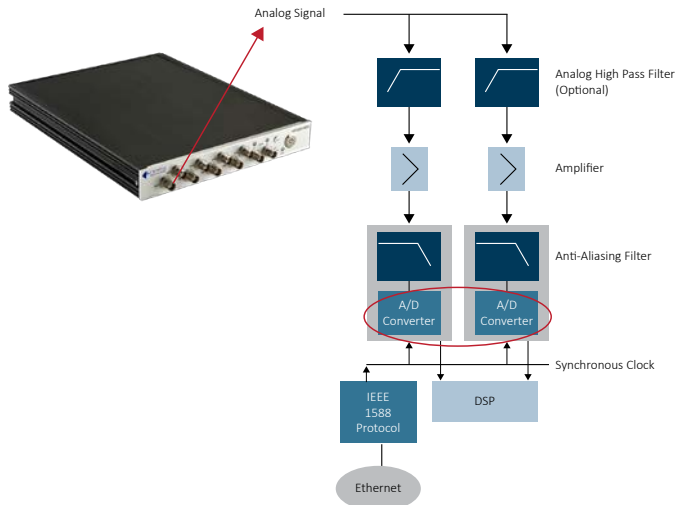 Analog Signal
Analog High Pass Filter
(Optional)
Amplifier
Anti-Aliasing Filter
A/D
Converter
A/D
Converter
Synchronous Clock
IEEE
1588
Protocol
DSP
Ethernet